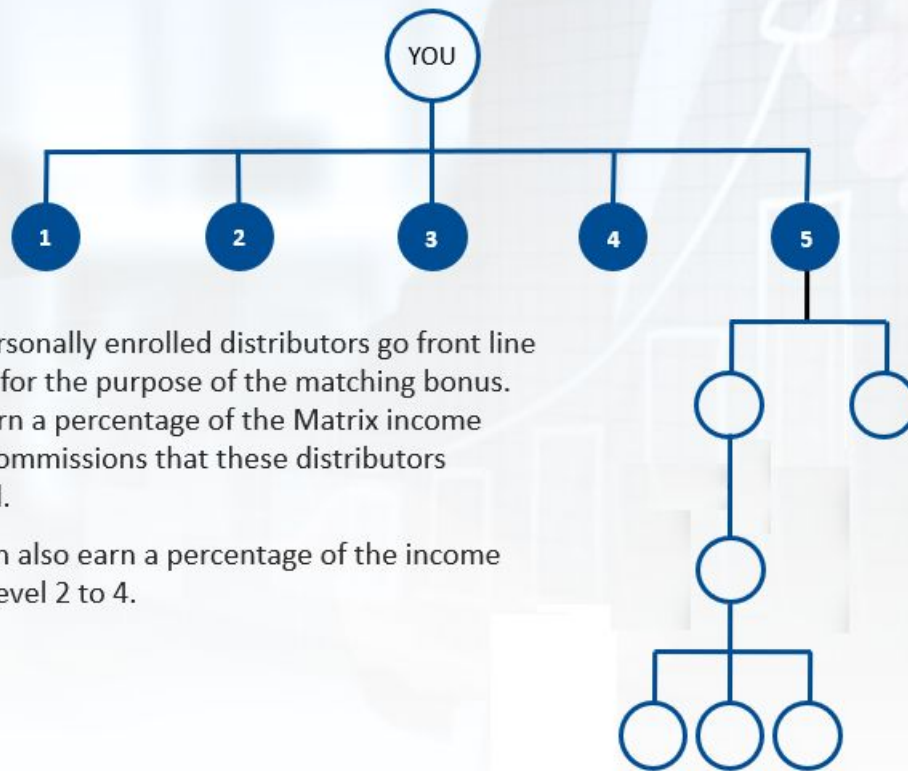 YOU
1 2 3 4 5
rsonally enrolled distributors go front line
for the purpose of the matching bonus.
rn a percentage of the Matrix income
ommissions that these distributors
.
also earn a percentage of the income
evel 2 to 4.